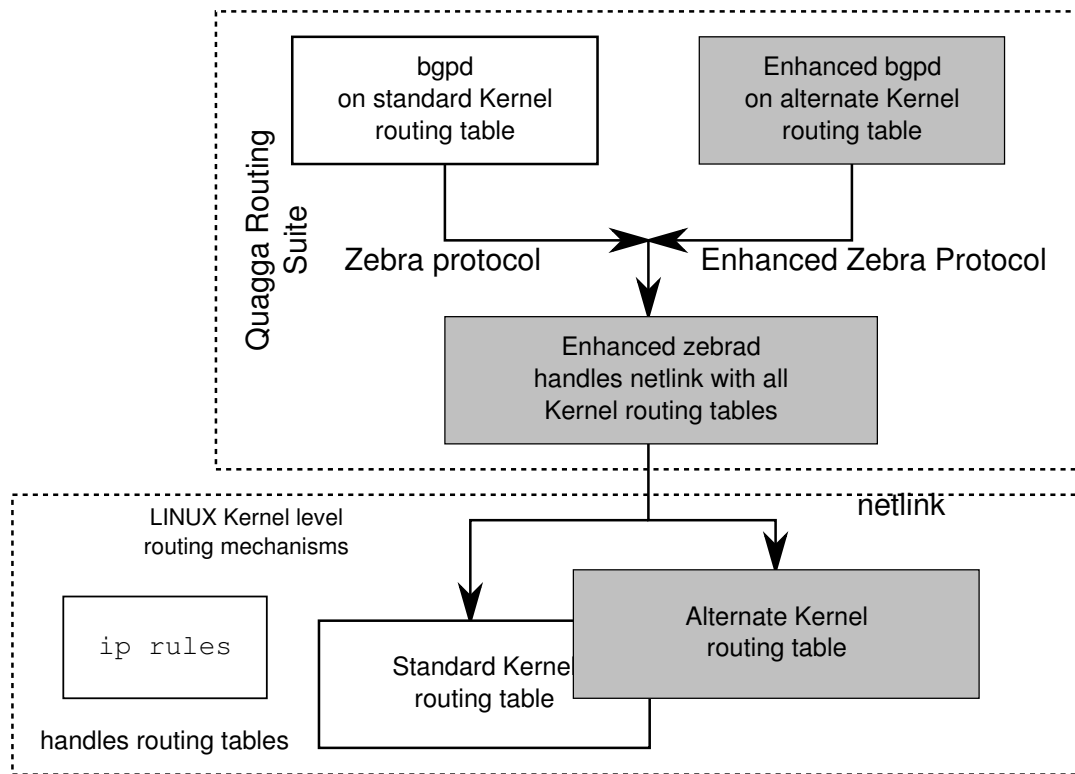 bgpd
on standard Kernel
routing table
Enhanced bgpd
on alternate Kernel
routing table
Quagga Routing
Suite
Zebra protocol
Enhanced Zebra Protocol
Enhanced zebrad
handles netlink with all
Kernel routing tables
netlink
LINUX Kernel level
routing mechanisms
ip rules
handles routing tables
Standard Kernel
routing table
Alternate Kernel
routing table